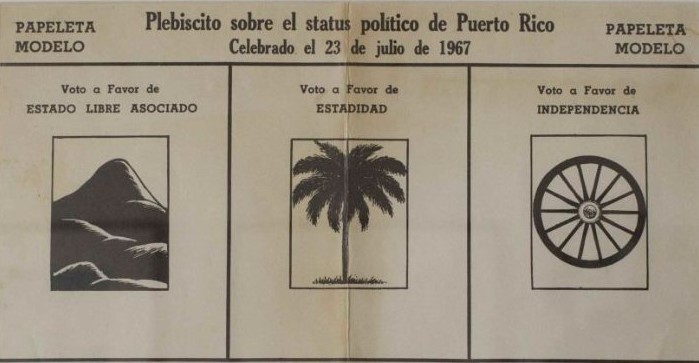 PAPELETA
MODELO
Plebiscito sobre el status político de Puerto Rico
Celebrado el 23 de julio de 1967
PAPELETA
MODELO
Voto a Favor de
ESTADO LIBRE ASOCIADO
Voto a Favor de
ESTADIDAD
Voto a Favor de
INDEPENDENCIA